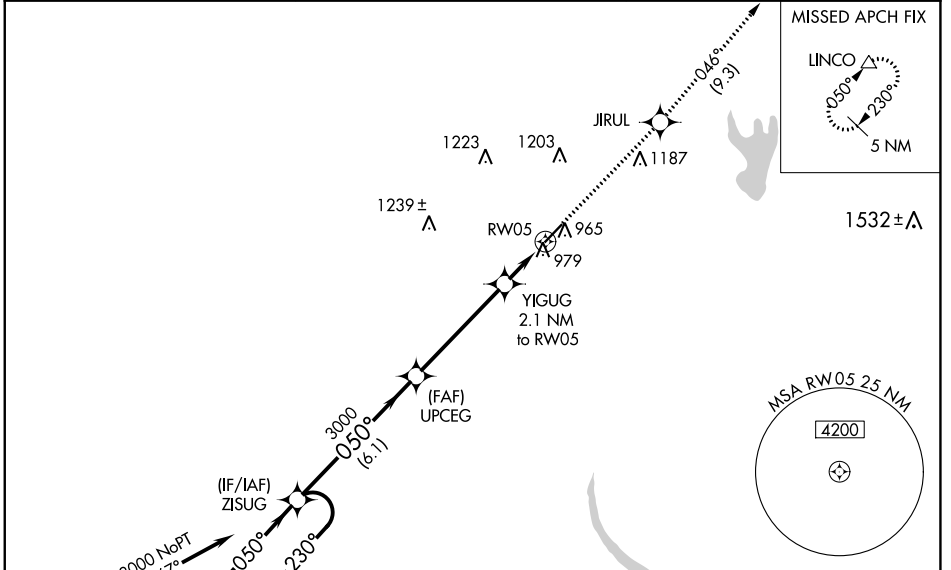 MISSED APCH FIX
LINCO
050°
230°
5 NM
046°
(9.3)
JIRUL
1223
1203
1187
1239 ±
1532 ±
RW05
965
979
YIGUG
2.1 NM
to RW05
(FAF)
UPCEG
MSA RW05 25 NM
4200
3000
050°
(6.1)
(IF/IAF)
ZISUG
NoPT
050°
230°